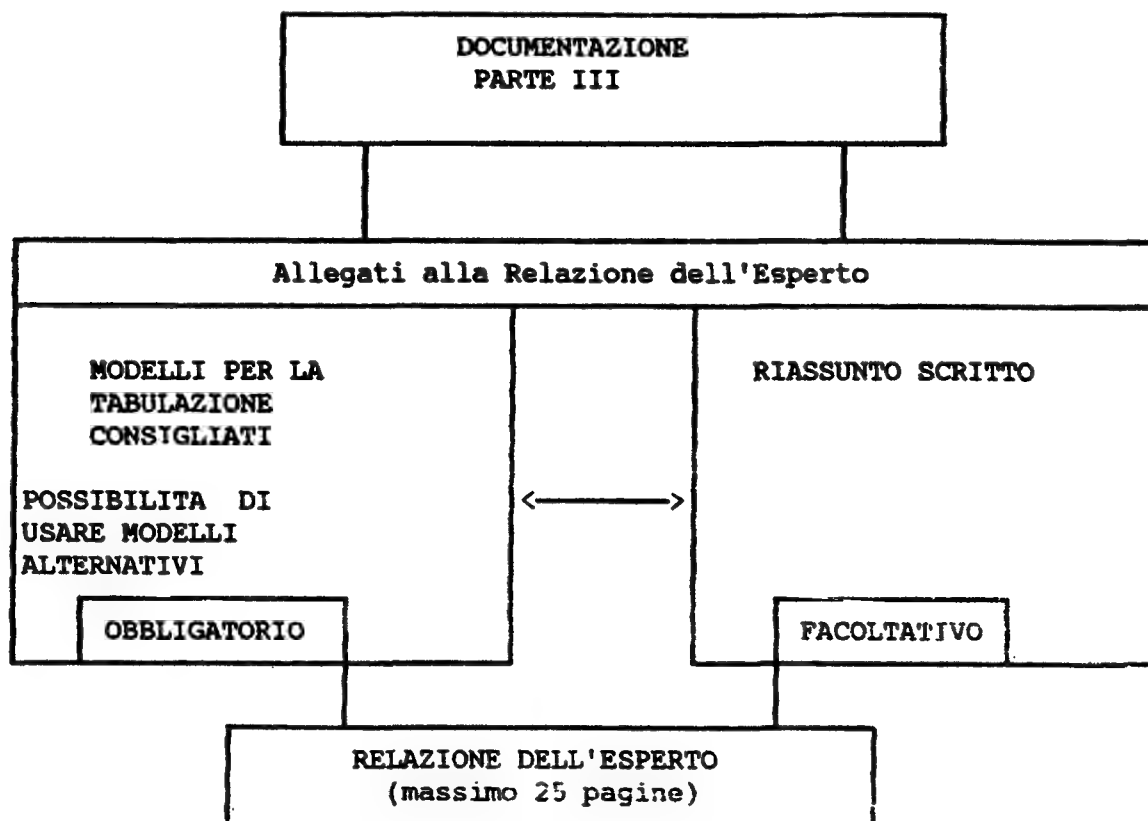 DOCUMENTAZIONE
PARTE III
Allegati alla Relazione dell'Esperto
MODELLI PER LA
TABULAZIONE
CONSIGLIATI
POSSIBILITA DI
USARE MODELLI
ALTERNATIVI
OBBLIGATORIO
RIASSUNTO SCRITTO
FACOLTATIVO
RELAZIONE DELL'ESPERTO
(massimo 25 pagine)